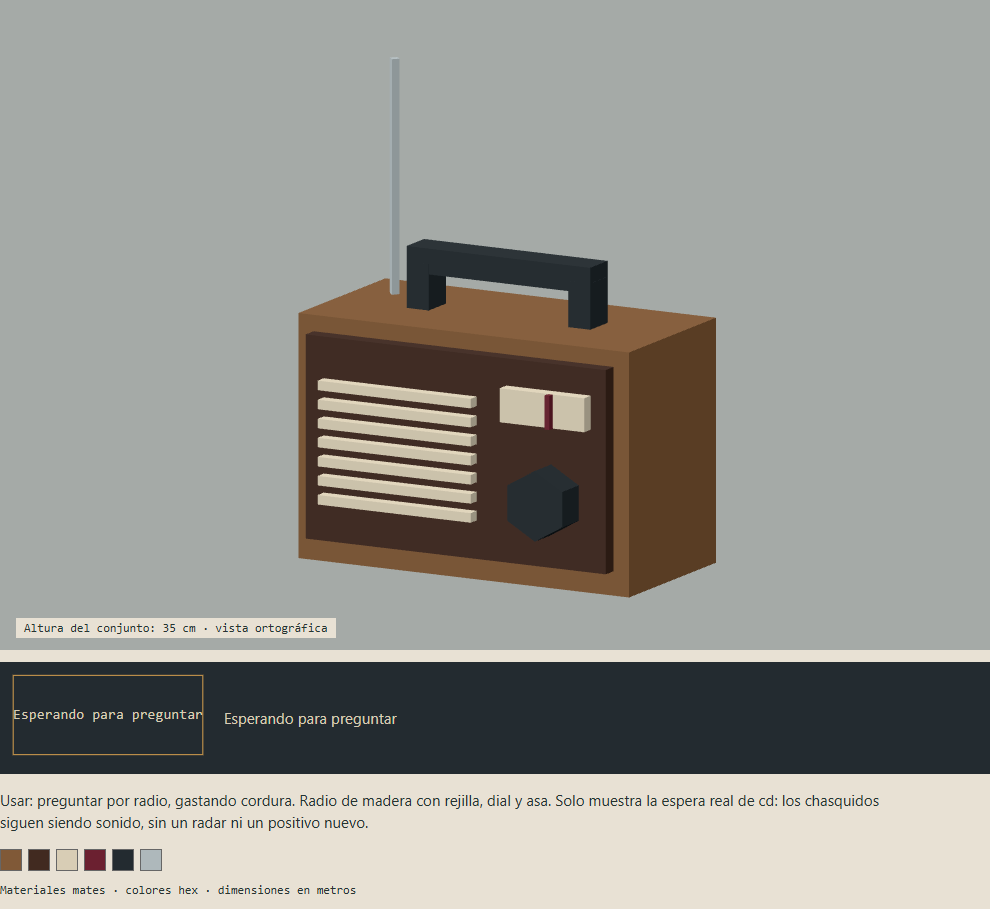 Altura del conjunto: 35 cm · vista ortográfica
Esperando para preguntar
Esperando para preguntar
Usar: preguntar por radio, gastando cordura. Radio de madera con rejilla, dial y asa. Solo muestra la espera real de cd: los chasquidos
siguen siendo sonido, sin un radar ni un positivo nuevo.
Materiales mates · colores hex · dimensiones en metros